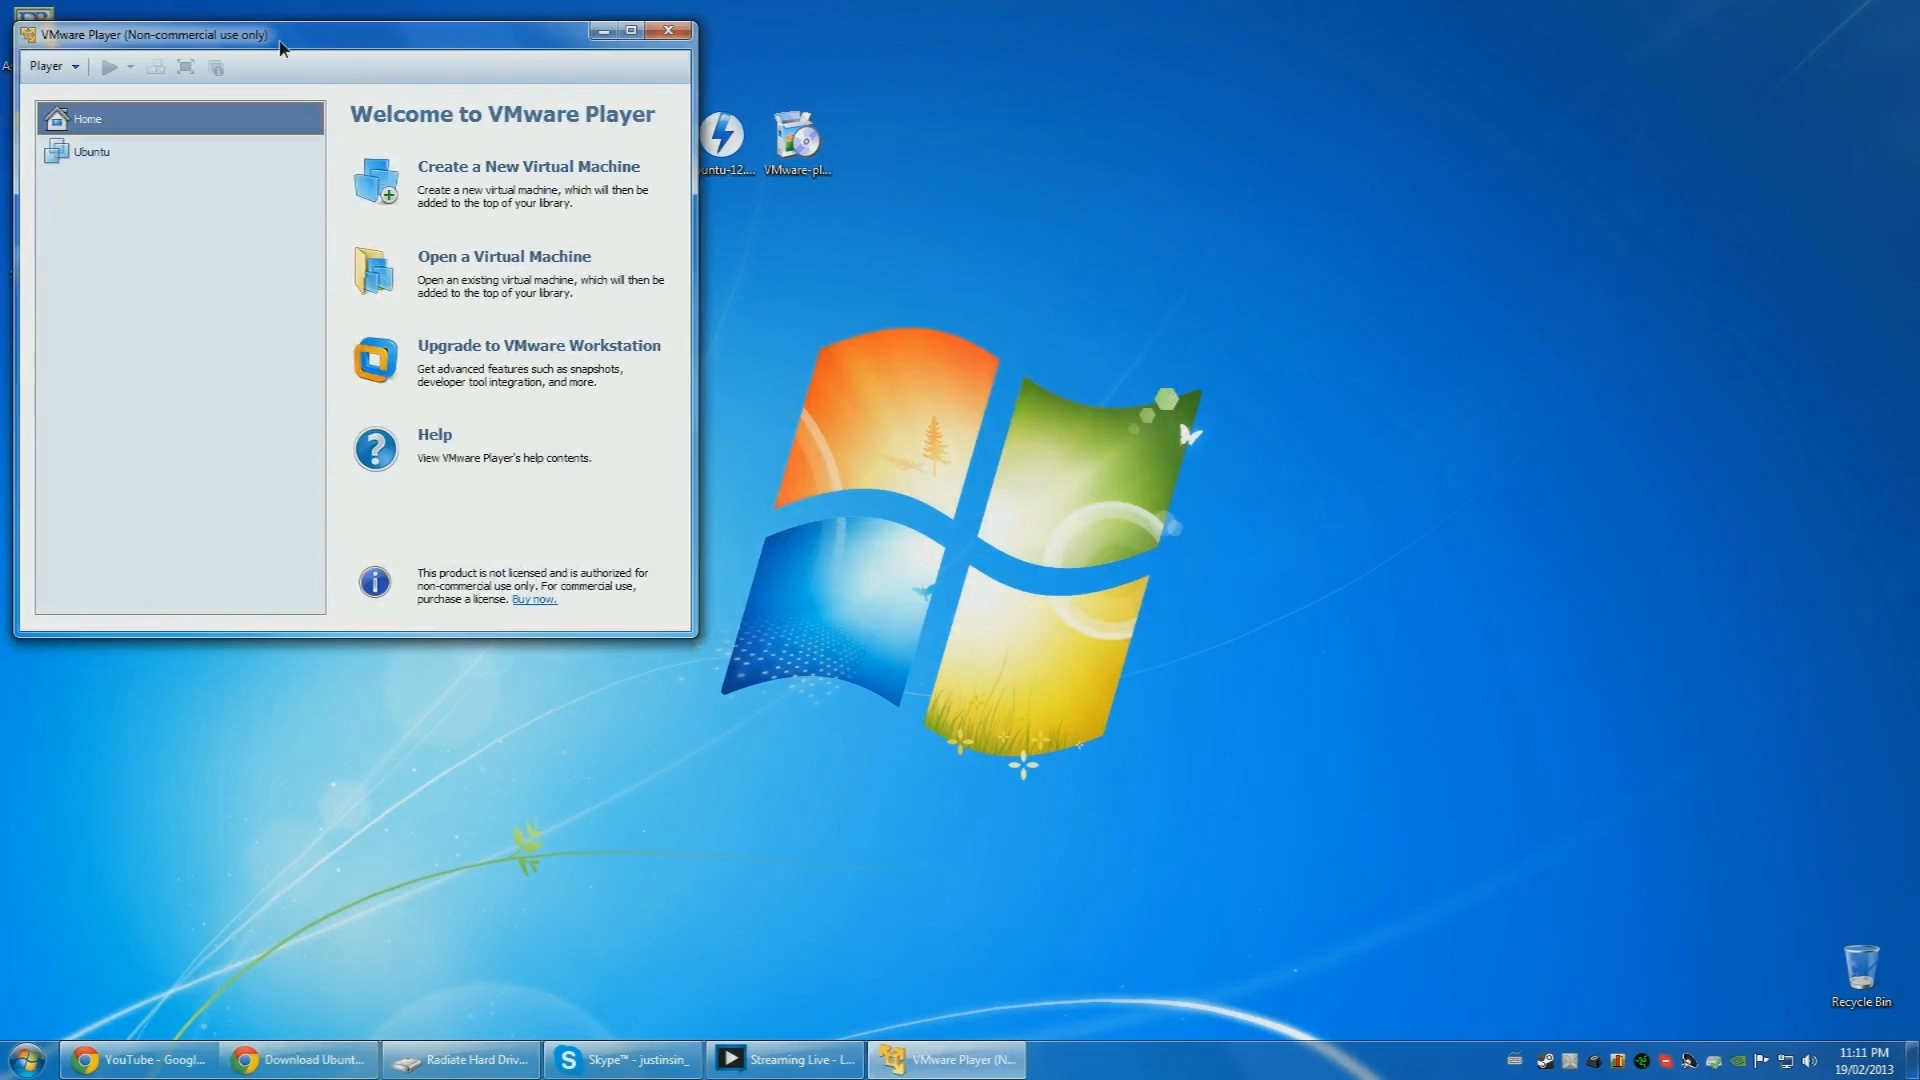 VMware Player (Non-commercial use only)
Player
Home
Ubuntu
Welcome to VMware Player
Create a New Virtual Machine
Create a new virtual machine, which will then be
added to the top of your library.
Open a Virtual Machine
Open an existing virtual machine, which will then be
added to the top of your library.
Upgrade to VMware Workstation
Get advanced features such as snapshots,
developer tool integration, and more.
Help
View VMware Player's help contents.
This product is not licensed and is authorized for
non-commercial use only. For commercial use,
purchase a license. Buy now.
untu-12....
VMware-pl...
Recycle Bin
YouTube - Googl...
Download Ubunt...
Radiate Hard Driv...
Skype™ - justinsin_
Streaming Live - L...
VMware Player (N...
11:11 PM
19/02/2013